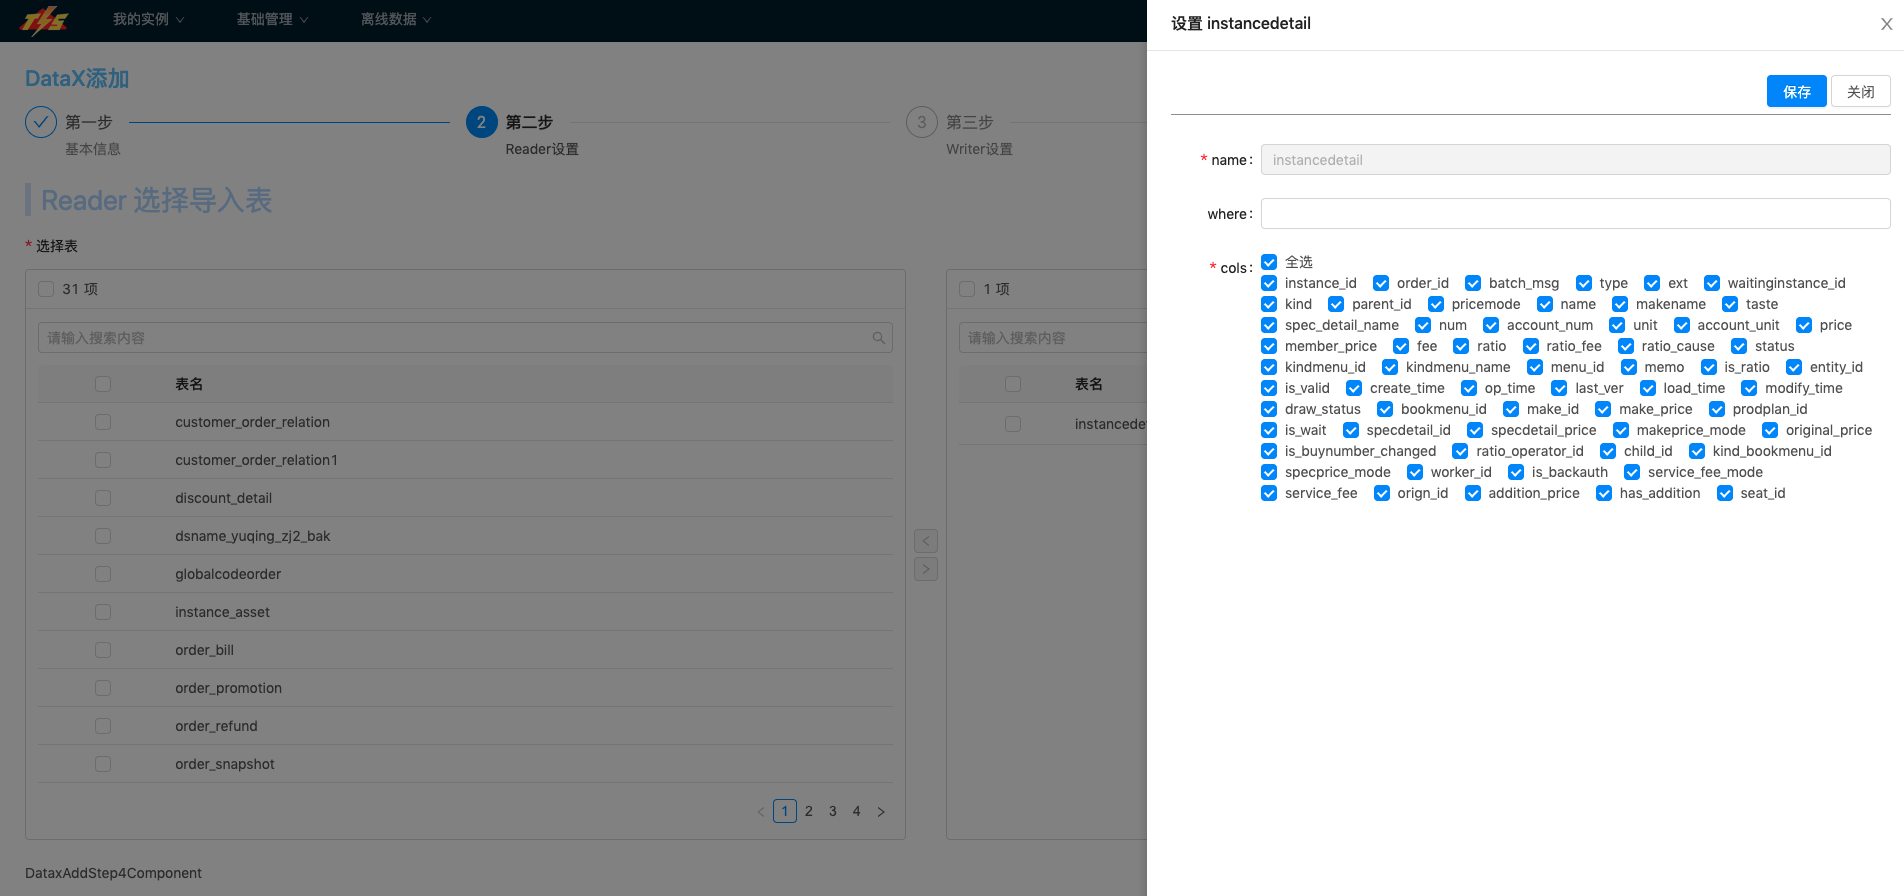 我的实例 基础管理 离线数据
DataX添加
第一步 2 第二步 3 第三步
基本信息 Reader设置 Writer设置
Reader 选择导入表
* 选择表
31 项
请输入搜索内容
表名
customer_order_relation
customer_order_relation1
discount_detail
dsname_yuqing_zj2_bak
globalcodeorder
instance_asset
order_bill
order_promotion
order_refund
order_snapshot
< 1 2 3 4 >
<
>
1 项
请输入搜索内容
表名
instancede
DataxAddStep4Component
设置 instancedetail
保存 关闭
* name: instancedetail
where:
* cols: 全选
instance_id order_id batch_msg type ext waitinginstance_id
kind parent_id pricemode name makename taste
spec_detail_name num account_num unit account_unit price
member_price fee ratio ratio_fee ratio_cause status
kindmenu_id kindmenu_name menu_id memo is_ratio entity_id
is_valid create_time op_time last_ver load_time modify_time
draw_status bookmenu_id make_id make_price prodplan_id
is_wait specdetail_id specdetail_price makeprice_mode original_price
is_buynumber_changed ratio_operator_id child_id kind_bookmenu_id
specprice_mode worker_id is_backauth service_fee_mode
service_fee orign_id addition_price has_addition seat_id